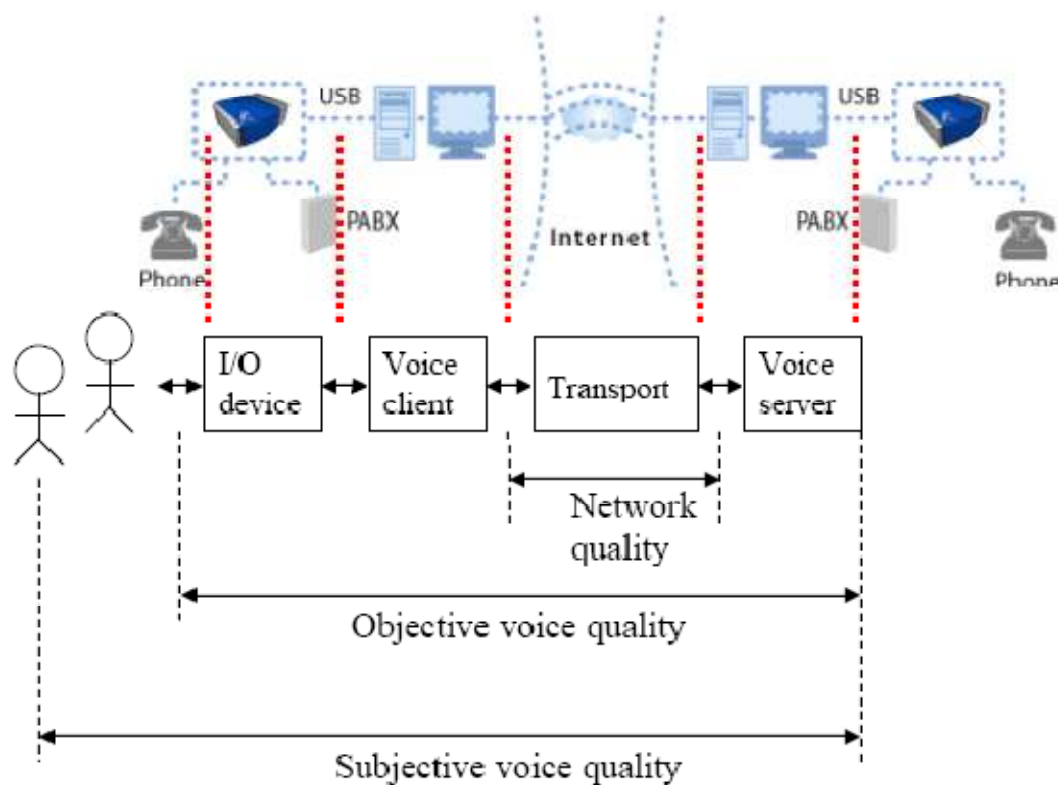 USB
USB
PABX
PABX
Internet
Phone
Phone
I/O
device
Voice
client
Transport
Voice
server
Network
quality
Objective voice quality
Subjective voice quality